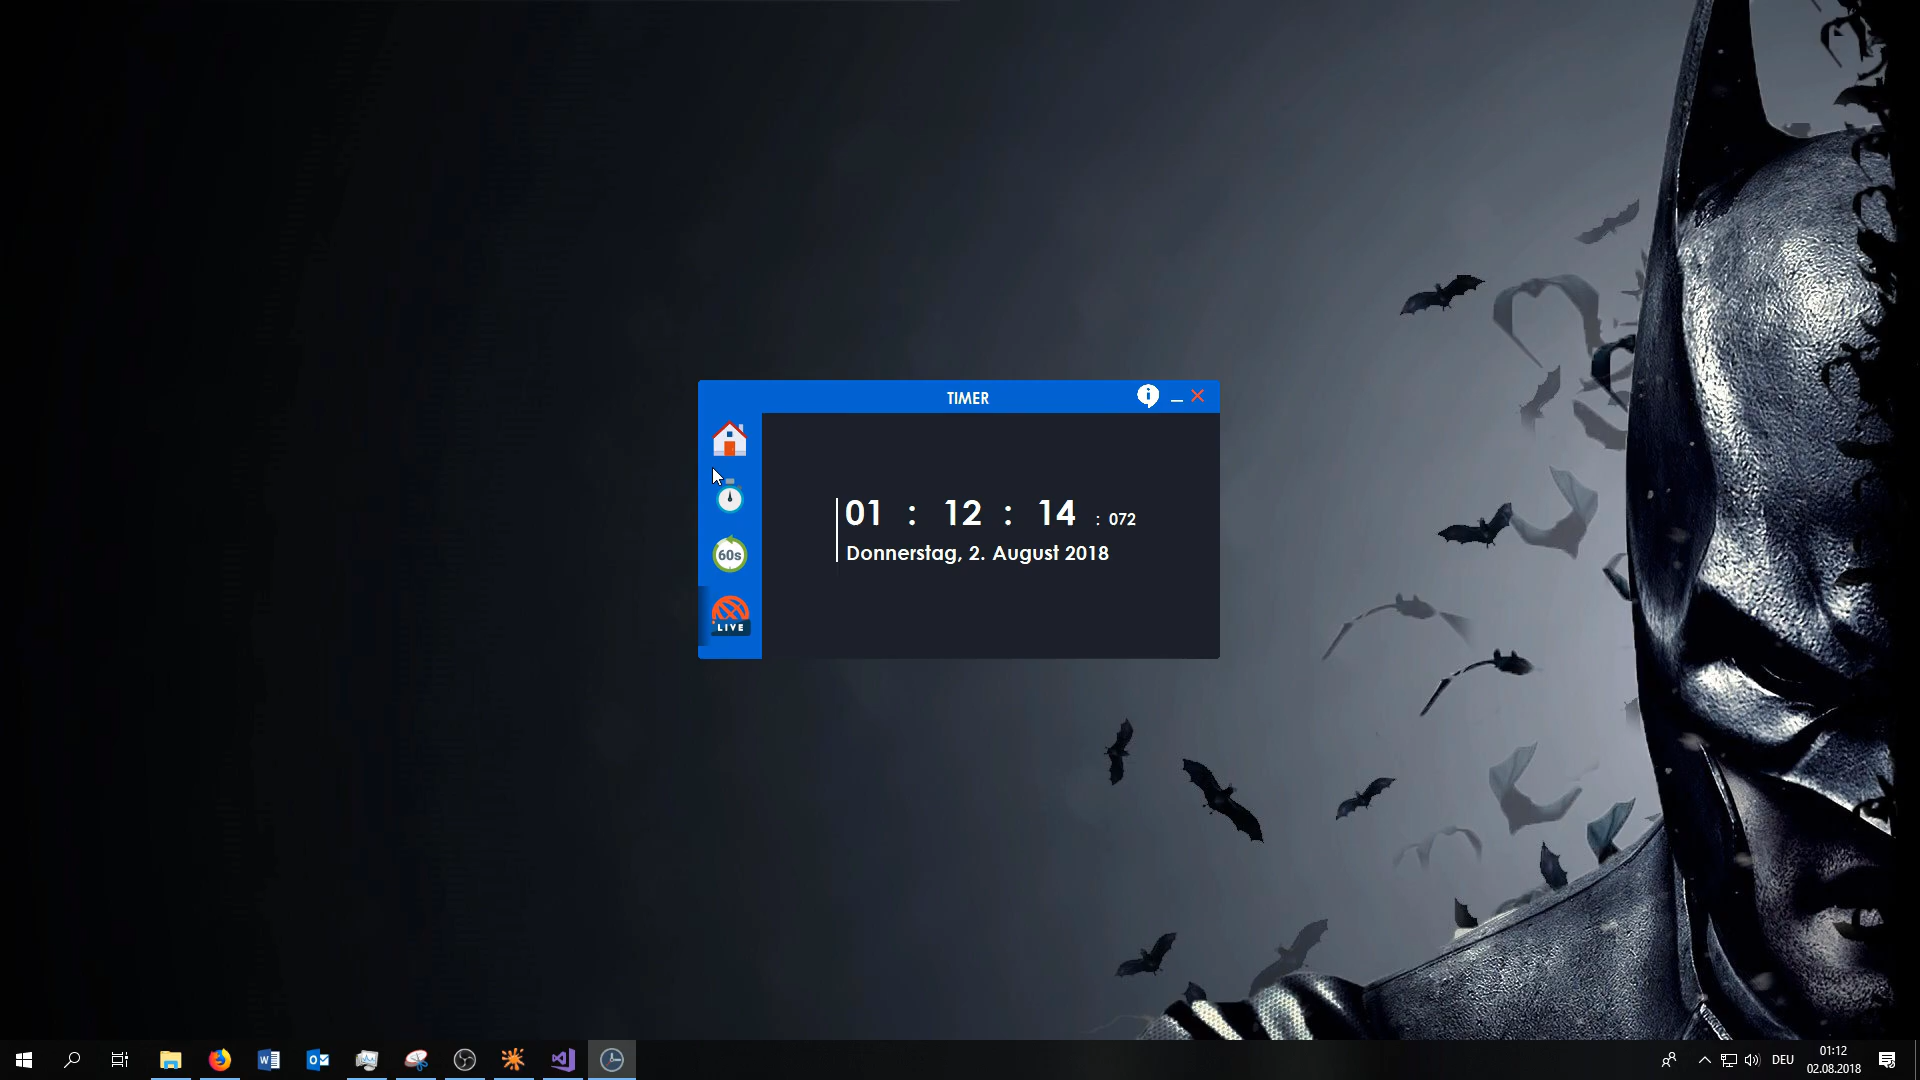 TIMER
01 : 12 : 14 : 072
Donnerstag, 2. August 2018
60s
LIVE
DEU
01:12
02.08.2018